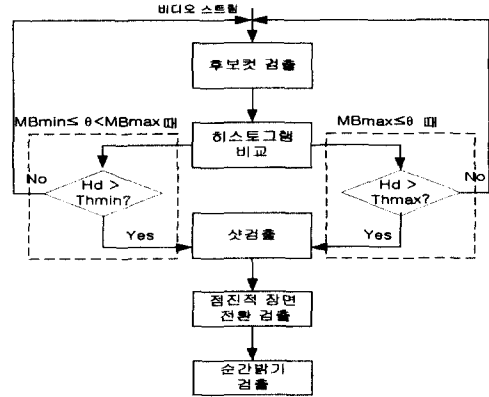 비디오 스트림
후보컷 검출
MBmin≤ θ<MBmax 때
MBmax≤θ 때
히스토그램
비교
No
Hd >
Thmin?
Hd >
Thmax?
No
Yes
샷검출
Yes
점진적 장면
전환 검출
순간밝기
검출